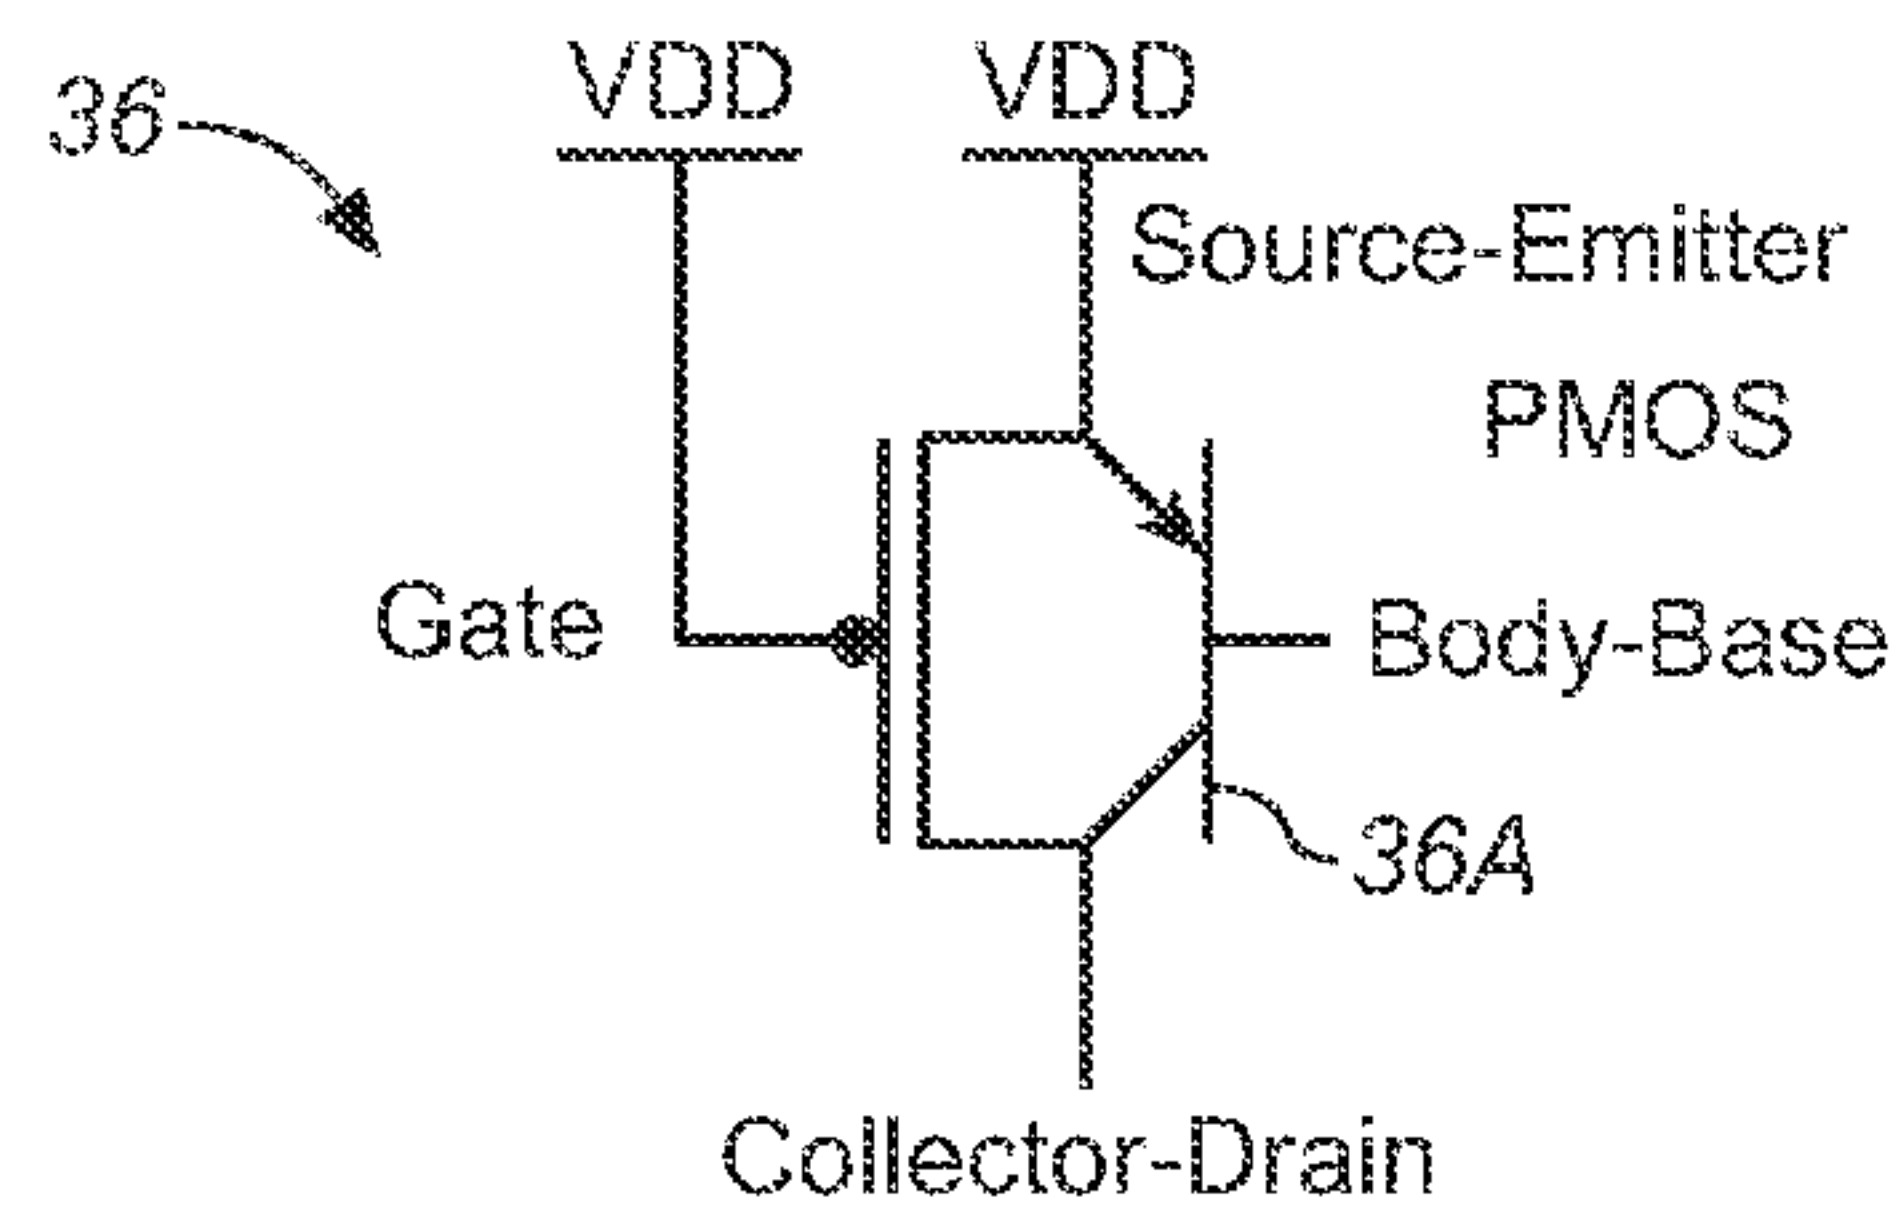 36
VDD VDD
Source-Emitter
PMOS
Gate
Body-Base
36A
Collector-Drain